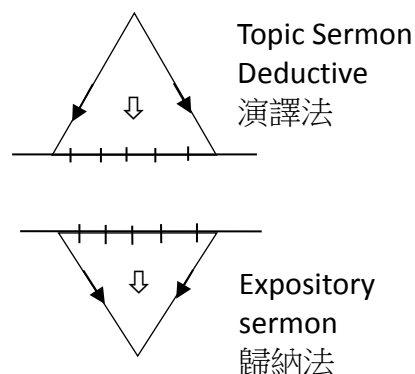 Topic Sermon
Deductive
演譯法
Expository
sermon
歸納法